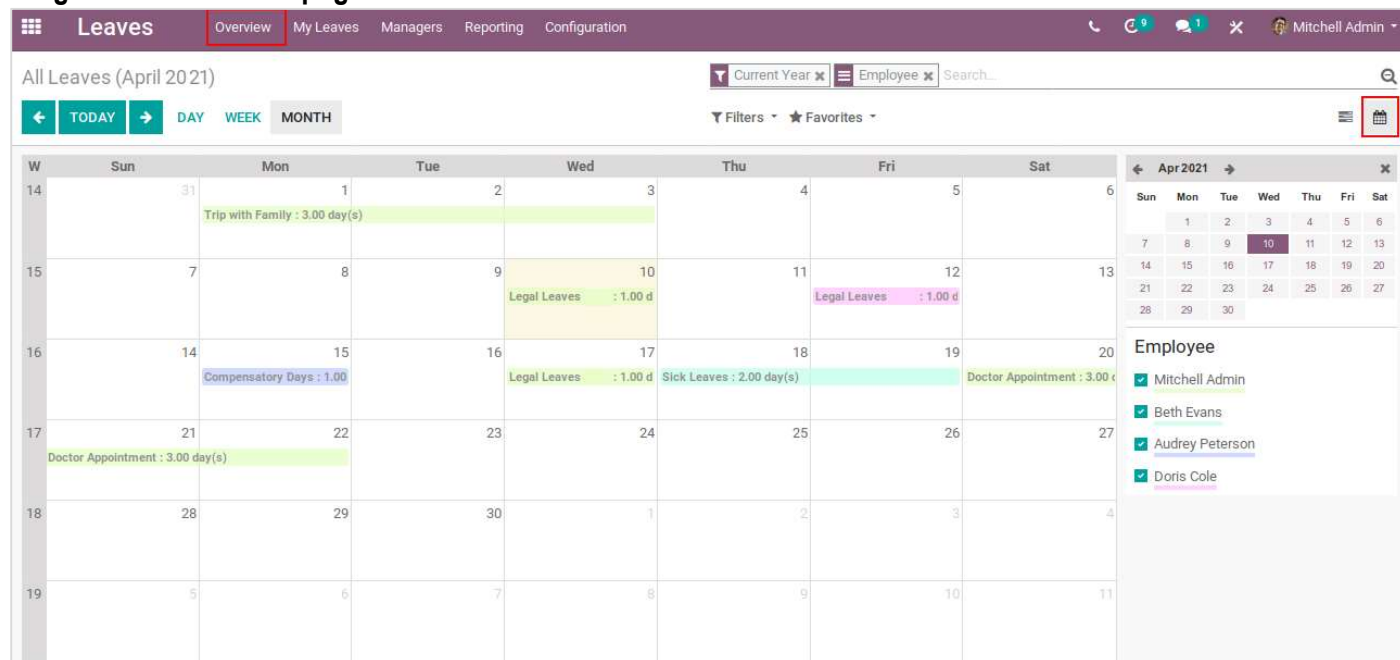 Leaves Overview My Leaves Managers Reporting Configuration 9 1 Mitchell Admin
All Leaves (April 2021) Current Year Employee Search...
TODAY DAY WEEK MONTH Filters Favorites
W Sun Mon Tue Wed Thu Fri Sat
14 31 1 2 3 4 5 6
Trip with Family : 3.00 day(s)
15 7 8 9 10 11 12 13
Legal Leaves : 1.00 d Legal Leaves : 1.00 d
16 14 15 16 17 18 19 20
Compensatory Days : 1.00 Legal Leaves : 1.00 d Sick Leaves : 2.00 day(s) Doctor Appointment : 3.00 d
17 21 22 23 24 25 26 27
Doctor Appointment : 3.00 day(s)
18 28 29 30 1 2 3 4
19 5 6 7 8 9 10 11
Apr 2021
Sun Mon Tue Wed Thu Fri Sat
1 2 3 4 5 6
7 8 9 10 11 12 13
14 15 16 17 18 19 20
21 22 23 24 25 26 27
28 29 30
Employee
Mitchell Admin
Beth Evans
Audrey Peterson
Doris Cole